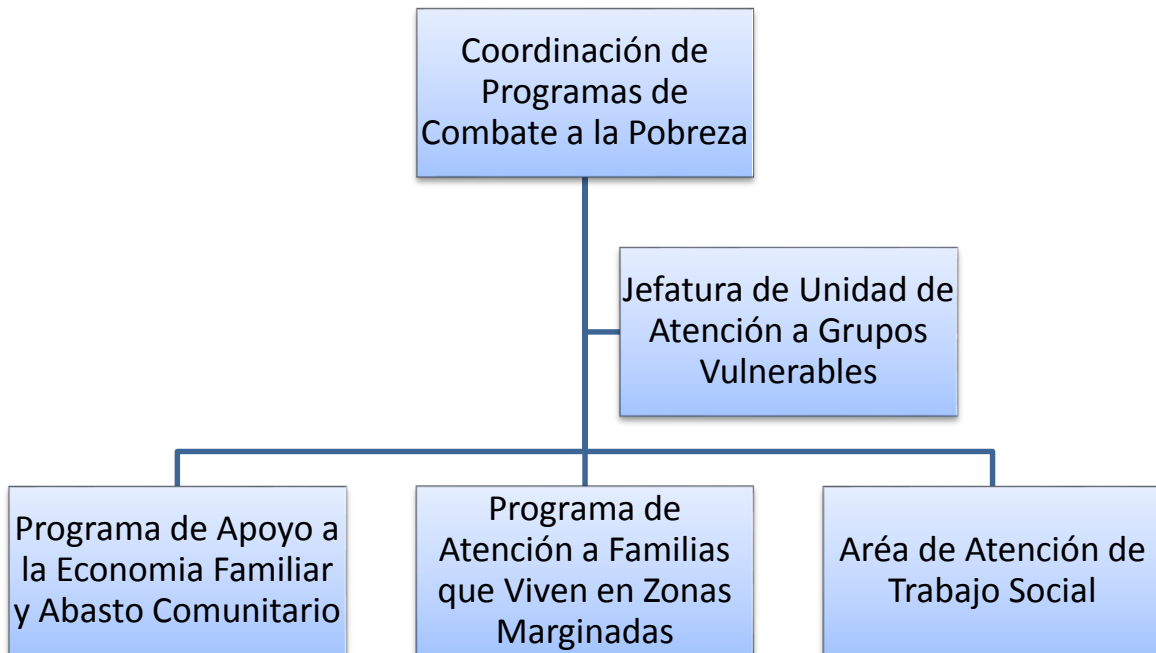 Coordinación de
Programas de
Combate a la Pobreza
Jefatura de Unidad de
Atención a Grupos
Vulnerables
Programa de Apoyo a
la Economia Familiar
y Abasto Comunitario
Programa de
Atención a Familias
que Viven en Zonas
Marginadas
Aréa de Atención de
Trabajo Social